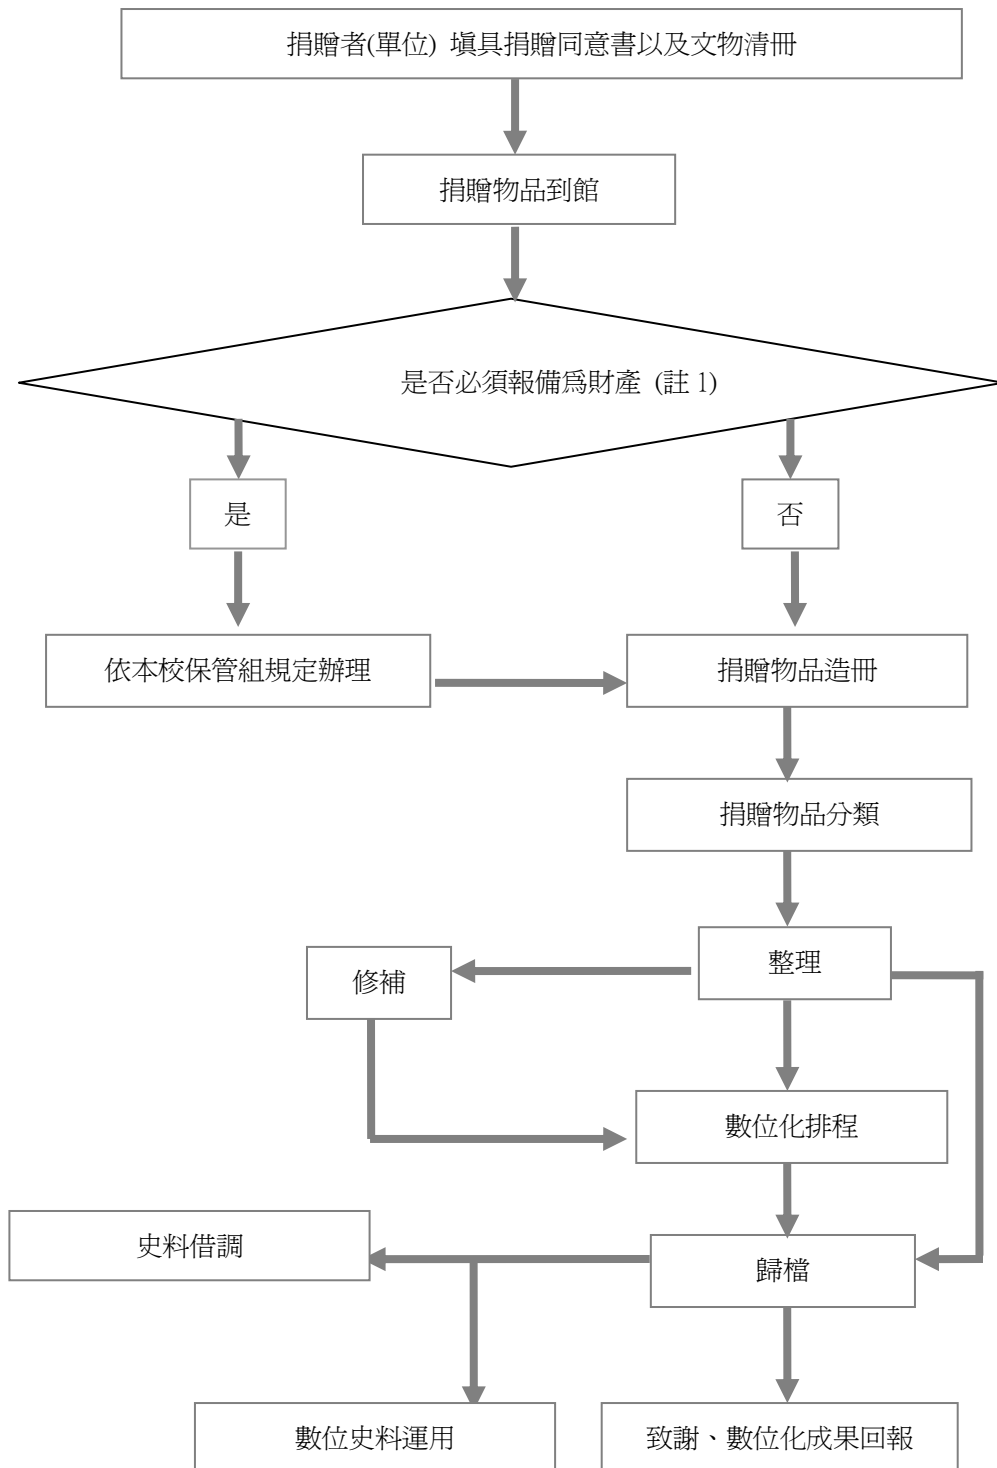 捐贈者(單位) 填具捐贈同意書以及文物清冊
捐贈物品到館
是否必須報備為財產 (註 1)
是
否
依本校保管組規定辦理
捐贈物品造冊
捐贈物品分類
整理
修補
數位化排程
史料借調
歸檔
數位史料運用
致謝、數位化成果回報